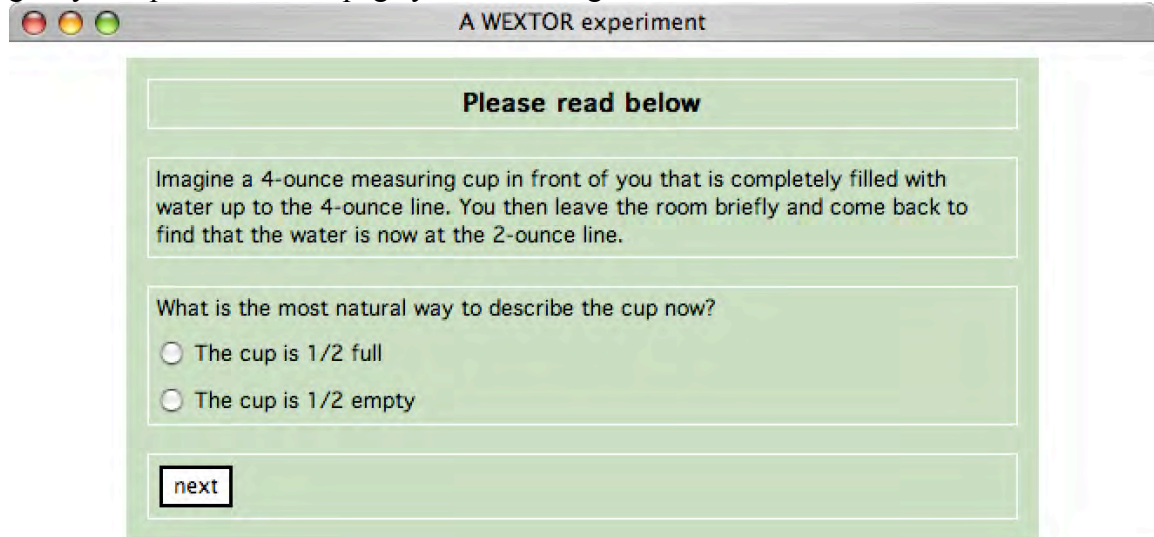 A WEXTOR experiment
Please read below
Imagine a 4-ounce measuring cup in front of you that is completely filled with
water up to the 4-ounce line. You then leave the room briefly and come back to
find that the water is now at the 2-ounce line.
What is the most natural way to describe the cup now?
The cup is 1/2 full
The cup is 1/2 empty
next